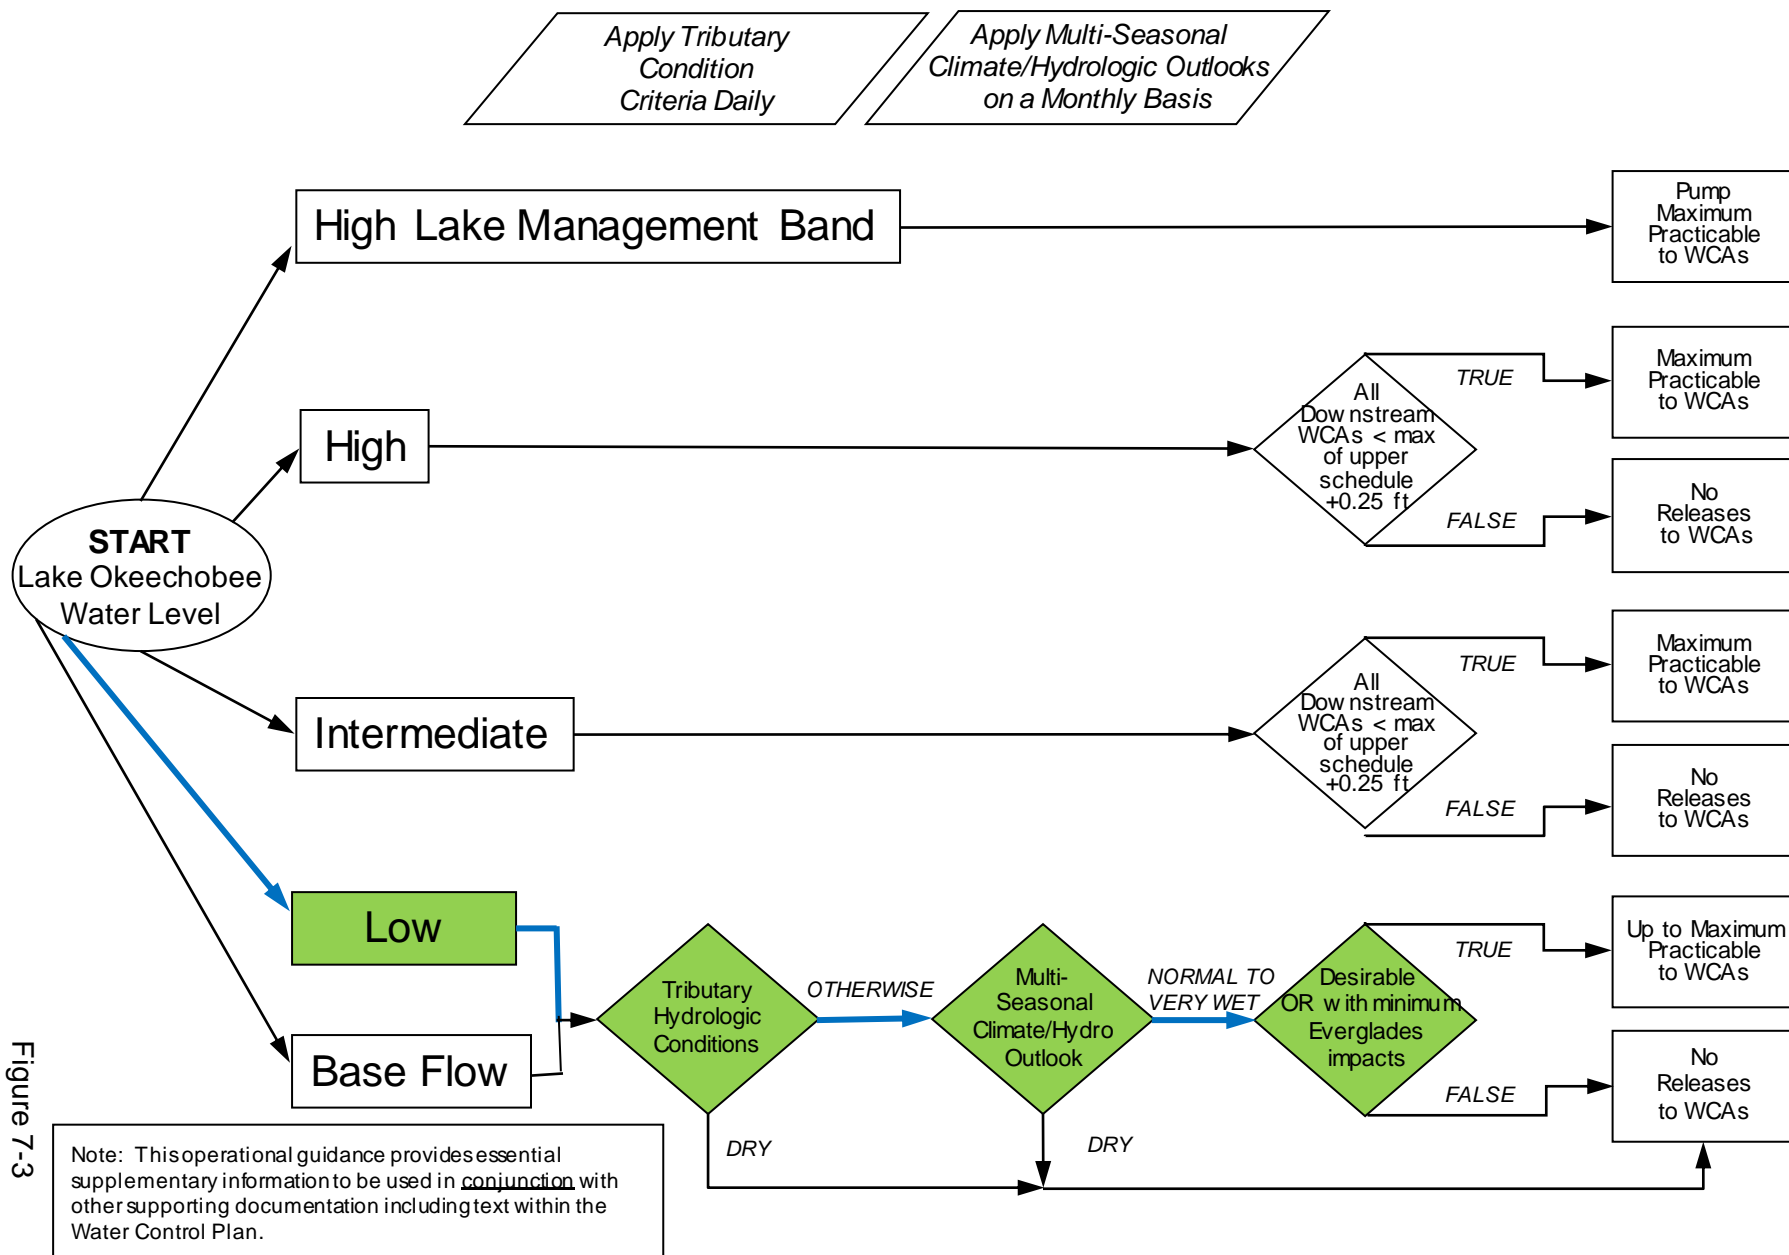 Apply Tributary
Condition
Criteria Daily
Apply Multi-Seasonal
Climate/Hydrologic Outlooks
on a Monthly Basis
High Lake Management Band
Pump
Maximum
Practicable
to WCAs
High
All
Downstream
WCAs < max
of upper
schedule
+0.25 ft
TRUE
Maximum
Practicable
to WCAs
FALSE
No
Releases
to WCAs
START
Lake Okeechobee
Water Level
Intermediate
All
Downstream
WCAs < max
of upper
schedule
+0.25 ft
TRUE
Maximum
Practicable
to WCAs
FALSE
No
Releases
to WCAs
Low
Base Flow
Tributary
Hydrologic
Conditions
OTHERWISE
DRY
Multi-
Seasonal
Climate/Hydro
Outlook
NORMAL TO
VERY WET
DRY
Desirable
OR with minimum
Everglades
impacts
TRUE
Up to Maximum
Practicable
to WCAs
FALSE
No
Releases
to WCAs
Figure 7-3
Note: This operational guidance provides essential
supplementary information to be used in conjunction with
other supporting documentation including text within the
Water Control Plan.